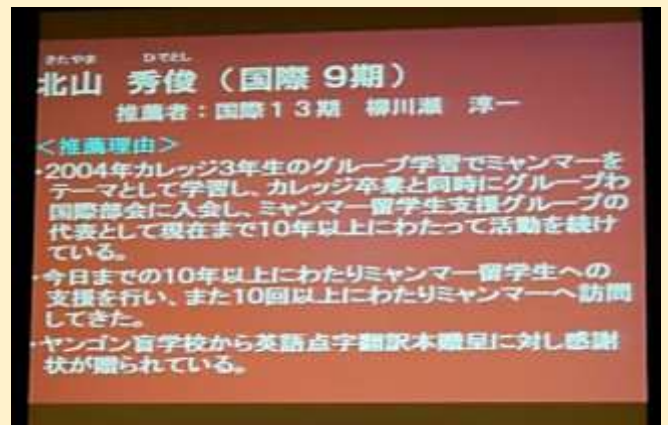 きたやま ひでとし
北山 秀俊（国際 9期）
推薦者：国際13期 柳川瀬 淳一
＜推薦理由＞
・2004年カレッジ3年生のグループ学習でミャンマーを
テーマとして学習し、カレッジ卒業と同時にグループわ
国際部会に入会し、ミャンマー留学生支援グループの
代表として現在まで10年以上にわたって活動を続け
ている。
・今日までの10年以上にわたりミャンマー留学生への
支援を行い、また10回以上にわたりミャンマーへ訪問
してきた。
・ヤンゴン盲学校から英語点字翻訳本贈呈に対し感謝
状が贈られている。